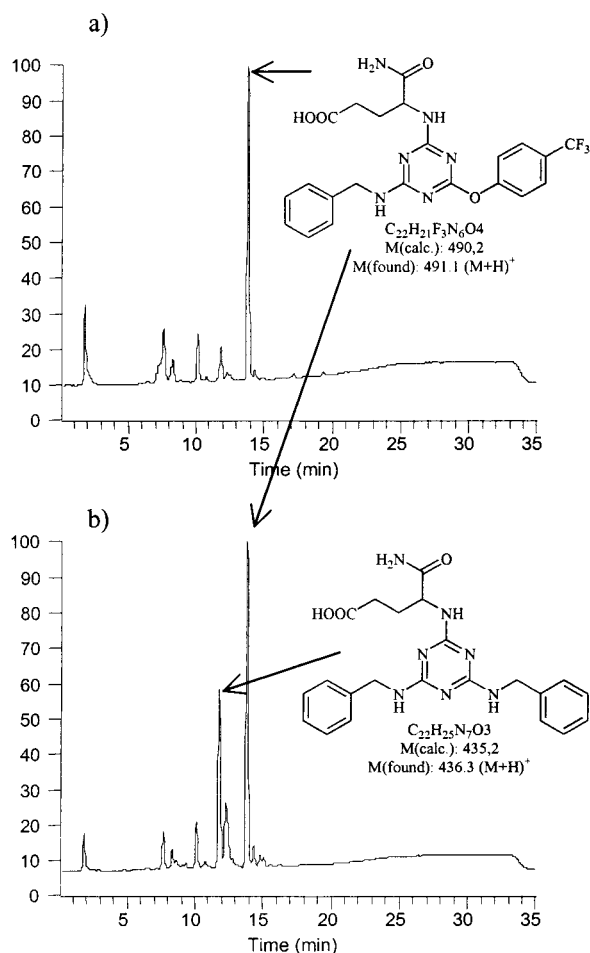 a)
100
90
80
70
60
50
40
30
20
10
0
5 10 15 20 25 30 35
Time (min)
H2N O
HOOC NH
N N CF3
N N O
H
C22H21F3N6O4
M(calc.): 490,2
M(found): 491.1 (M+H)+
b)
100
90
80
70
60
50
40
30
20
10
0
5 10 15 20 25 30 35
Time (min)
H2N O
HOOC NH
N N
N N N
H H
C22H25N7O3
M(calc.): 435,2
M(found): 436.3 (M+H)+